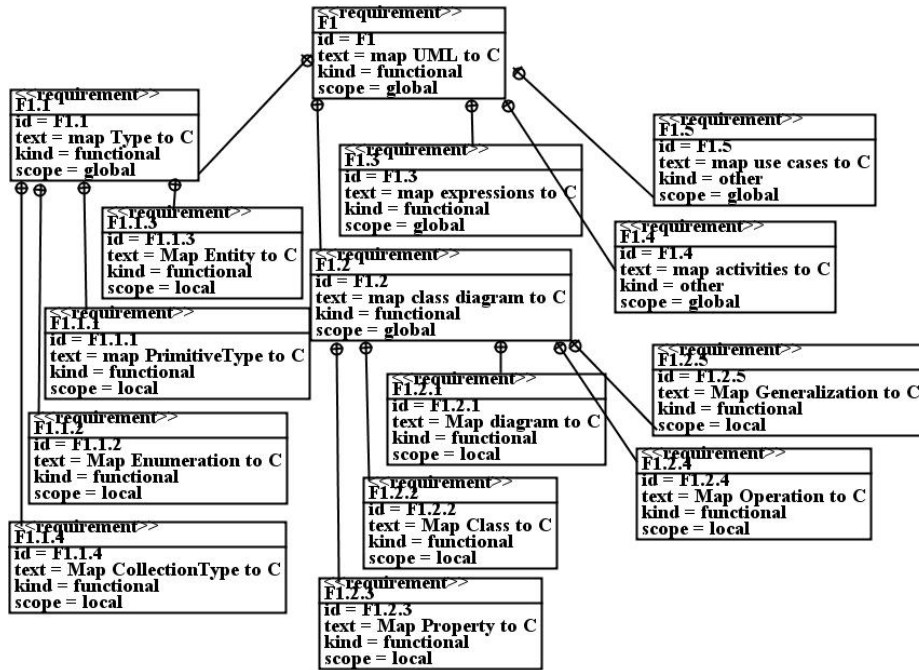 <<requirement>>
F1
id = F1
text = map UML to C
kind = functional
scope = global
<<requirement>>
F1.1
id = F1.1
text = map Type to C
kind = functional
scope = global
<<requirement>>
F1.5
id = F1.5
text = map use cases to C
kind = other
scope = global
<<requirement>>
F1.3
id = F1.3
text = map expressions to C
kind = functional
scope = global
<<requirement>>
F1.1.3
id = F1.1.3
text = Map Entity to C
kind = functional
scope = local
<<requirement>>
F1.4
id = F1.4
text = map activities to C
kind = other
scope = global
<<requirement>>
F1.2
id = F1.2
text = map class diagram to C
kind = functional
scope = global
<<requirement>>
F1.1.1
id = F1.1.1
text = map PrimitiveType to C
kind = functional
scope = local
<<requirement>>
F1.2.5
id = F1.2.5
text = Map Generalization to C
kind = functional
scope = local
<<requirement>>
F1.2.1
id = F1.2.1
text = Map diagram to C
kind = functional
scope = local
<<requirement>>
F1.1.2
id = F1.1.2
text = Map Enumeration to C
kind = functional
scope = local
<<requirement>>
F1.2.4
id = F1.2.4
text = Map Operation to C
kind = functional
scope = local
<<requirement>>
F1.2.2
id = F1.2.2
text = Map Class to C
kind = functional
scope = local
<<requirement>>
F1.1.4
id = F1.1.4
text = Map CollectionType to C
kind = functional
scope = local
<<requirement>>
F1.2.3
id = F1.2.3
text = Map Property to C
kind = functional
scope = local